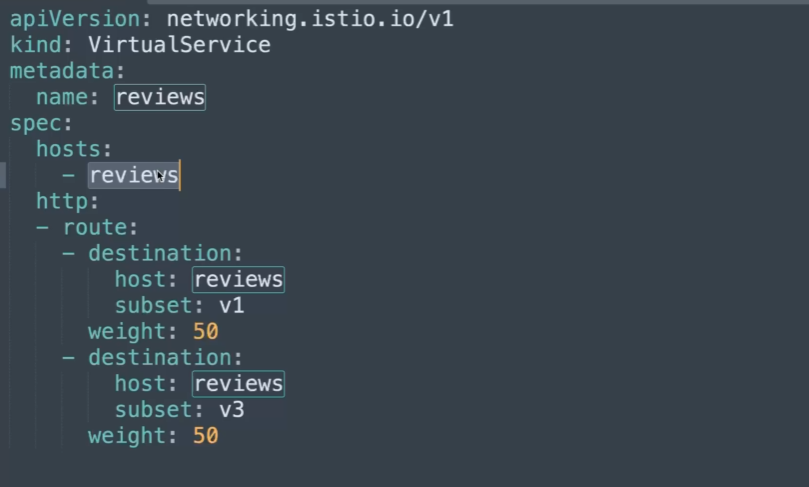 apiVersion: networking.istio.io/v1
kind: VirtualService
metadata:
  name: reviews
spec:
  hosts:
    - reviews
  http:
  - route:
    - destination:
        host: reviews
        subset: v1
      weight: 50
    - destination:
        host: reviews
        subset: v3
      weight: 50